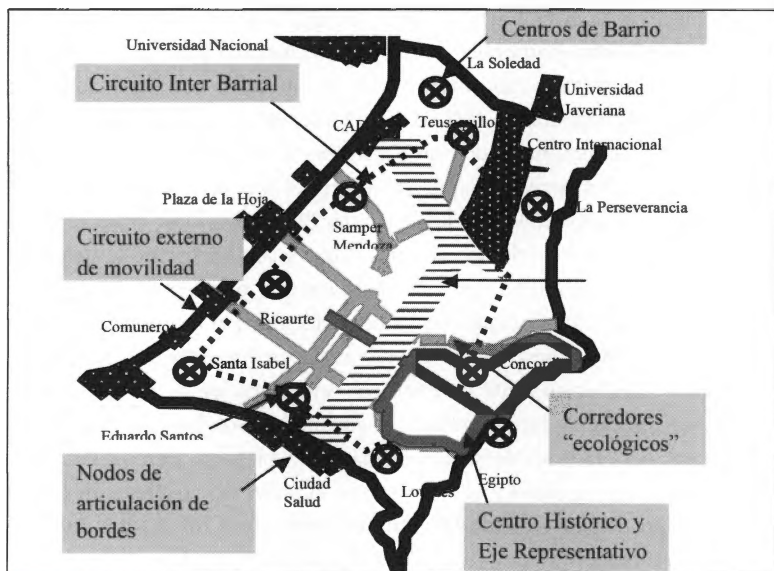 Centros de Barrio
Universidad Nacional
La Soledad
Circuito Inter Barrial
Universidad
Javeriana
Teusaquillo
Centro Internacional
Plaza de la Hoja
La Perseverancia
Samper
Mendoza
Circuito externo
de movilidad
Comuneros
Ricaurte
Santa Isabel
Eduardo Santos
Corredores
“ecológicos”
Nodos de
articulación de
bordes
Ciudad
Salud
Egipto
Centro Histórico y
Eje Representativo